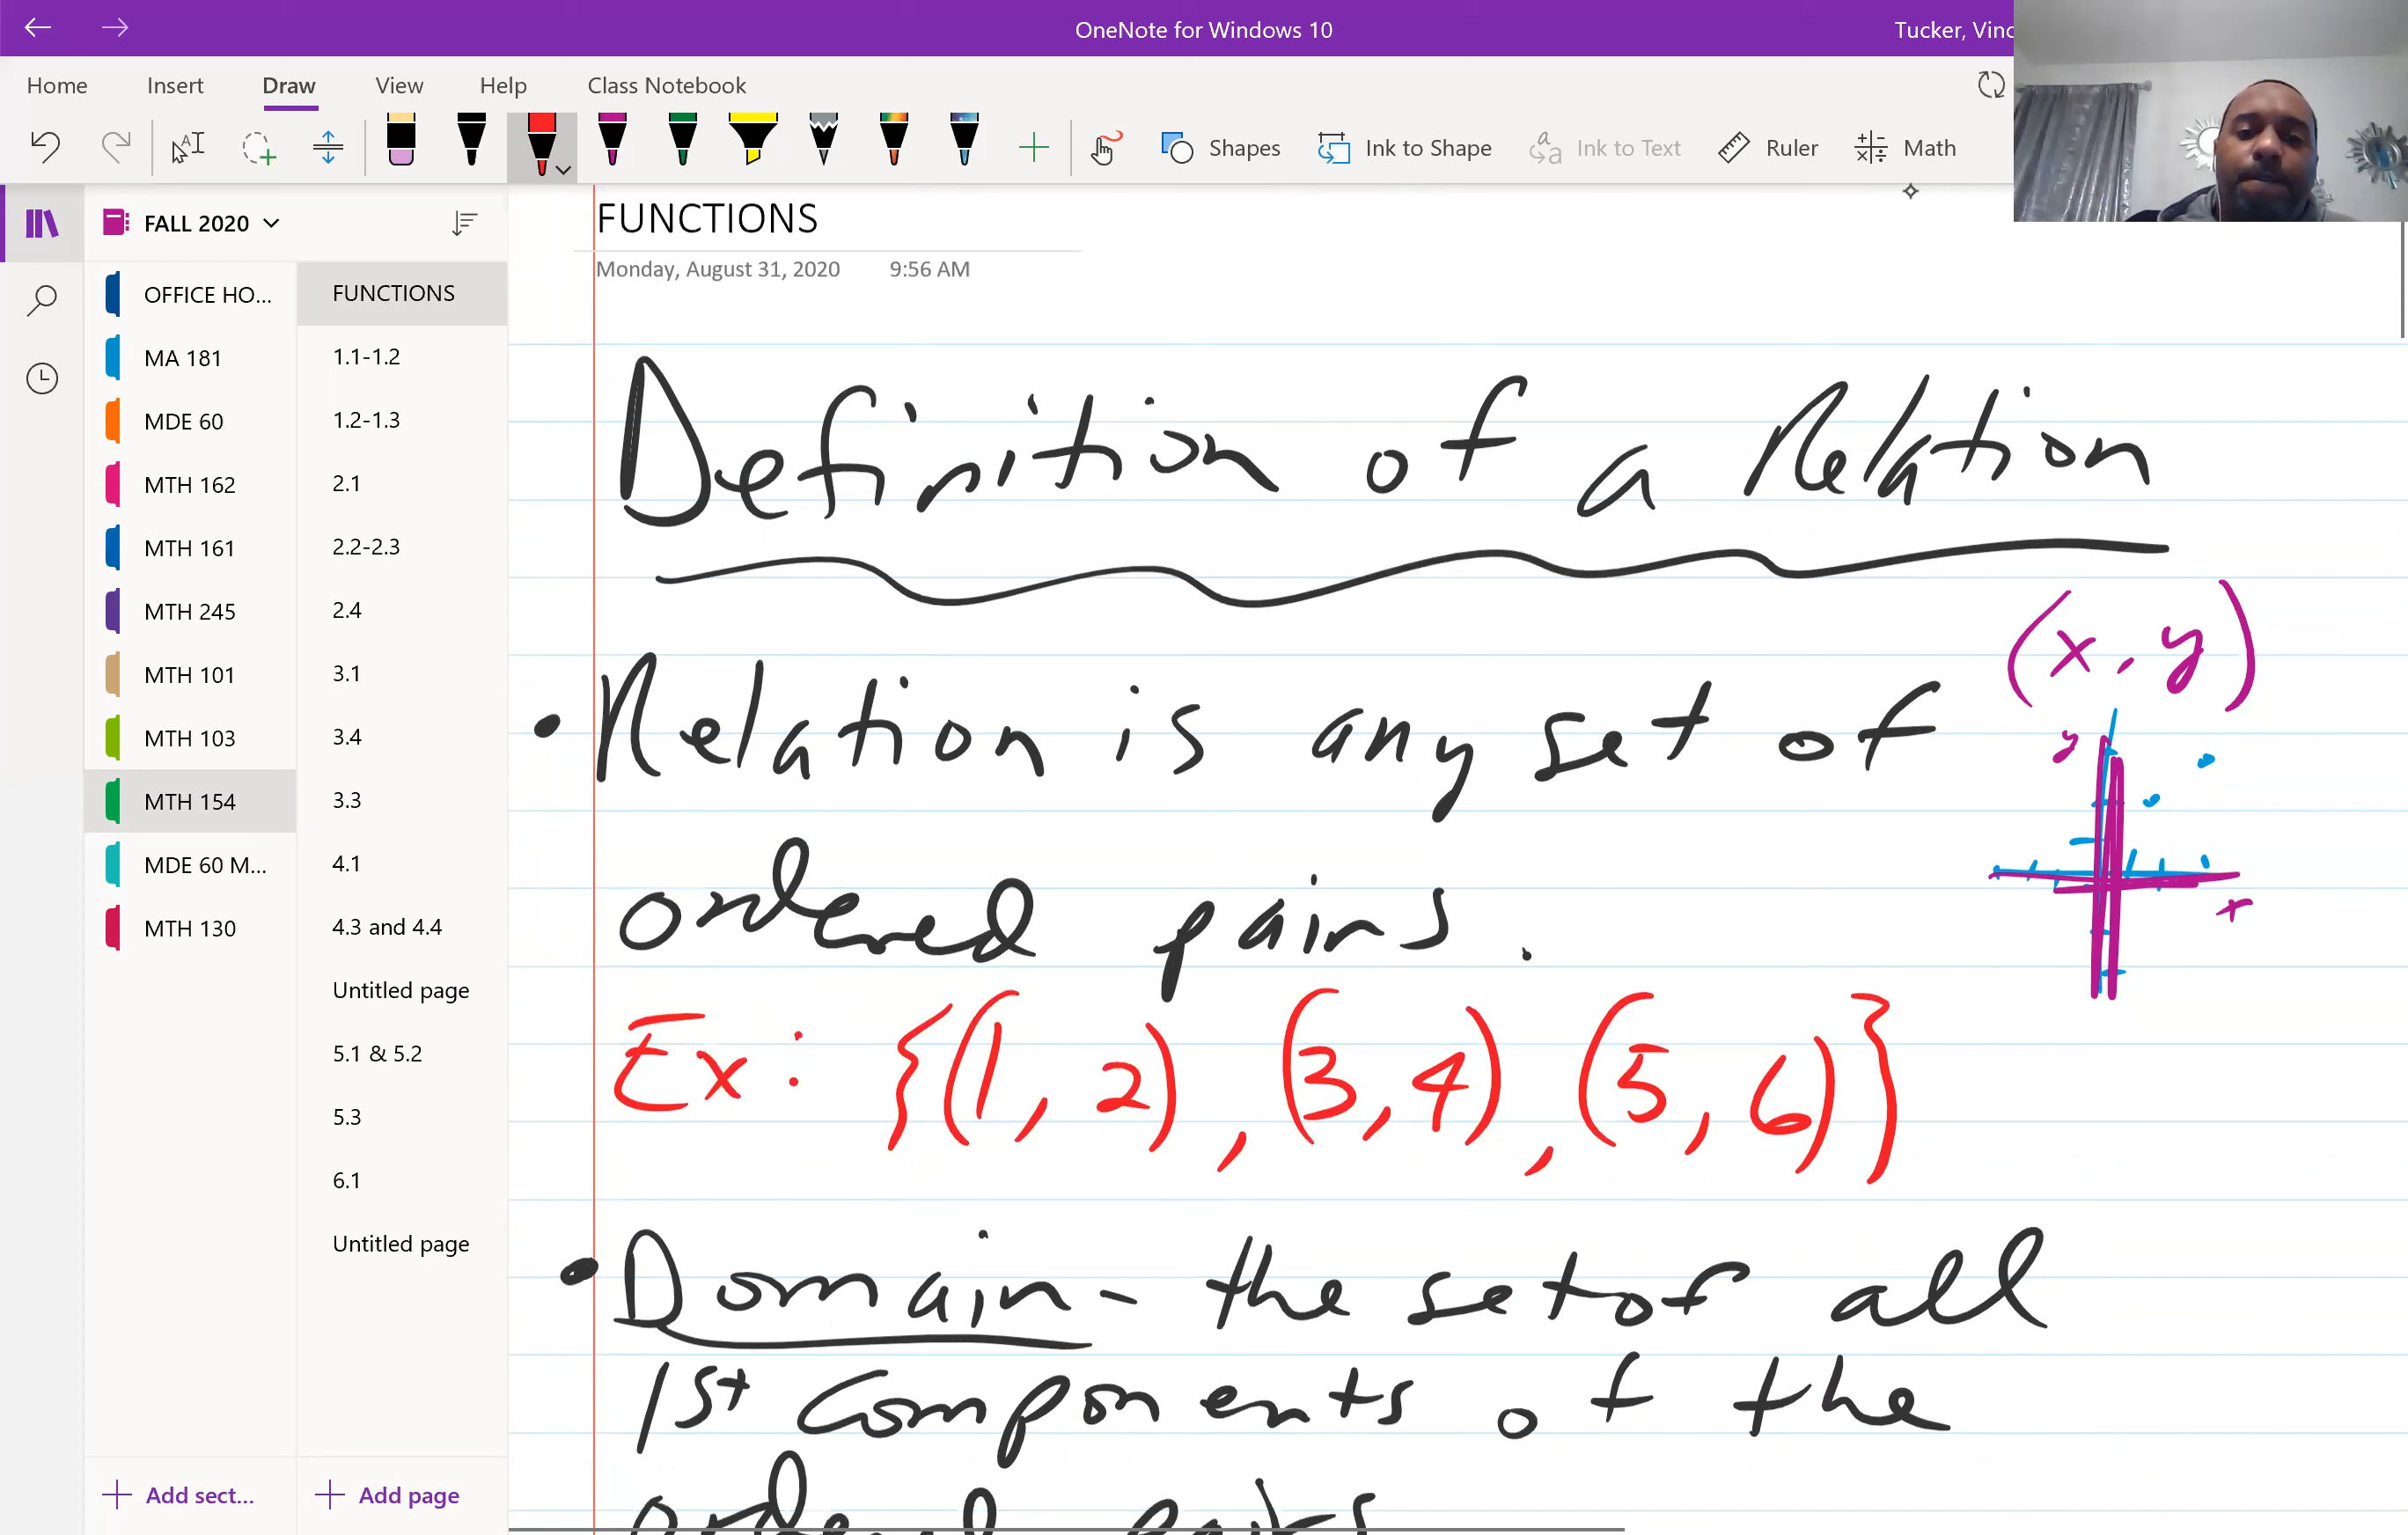 OneNote for Windows 10
Tucker, Vinc
Home Insert Draw View Help Class Notebook
Shapes Ink to Shape Ink to Text Ruler Math
FALL 2020
OFFICE HO...
MA 181
MDE 60
MTH 162
MTH 161
MTH 245
MTH 101
MTH 103
MTH 154
MDE 60 M...
MTH 130
Add sect...
FUNCTIONS
1.1-1.2
1.2-1.3
2.1
2.2-2.3
2.4
3.1
3.4
3.3
4.1
4.3 and 4.4
Untitled page
5.1 & 5.2
5.3
6.1
Untitled page
Add page
FUNCTIONS
Monday, August 31, 2020 9:56 AM
Definition of a Relation
(x, y)
• Relation is any set of
ordered pairs.
y
x
Ex: {(1, 2), (3, 4), (5, 6)}
• Domain - the set of all
1st components of the
ordered pairs